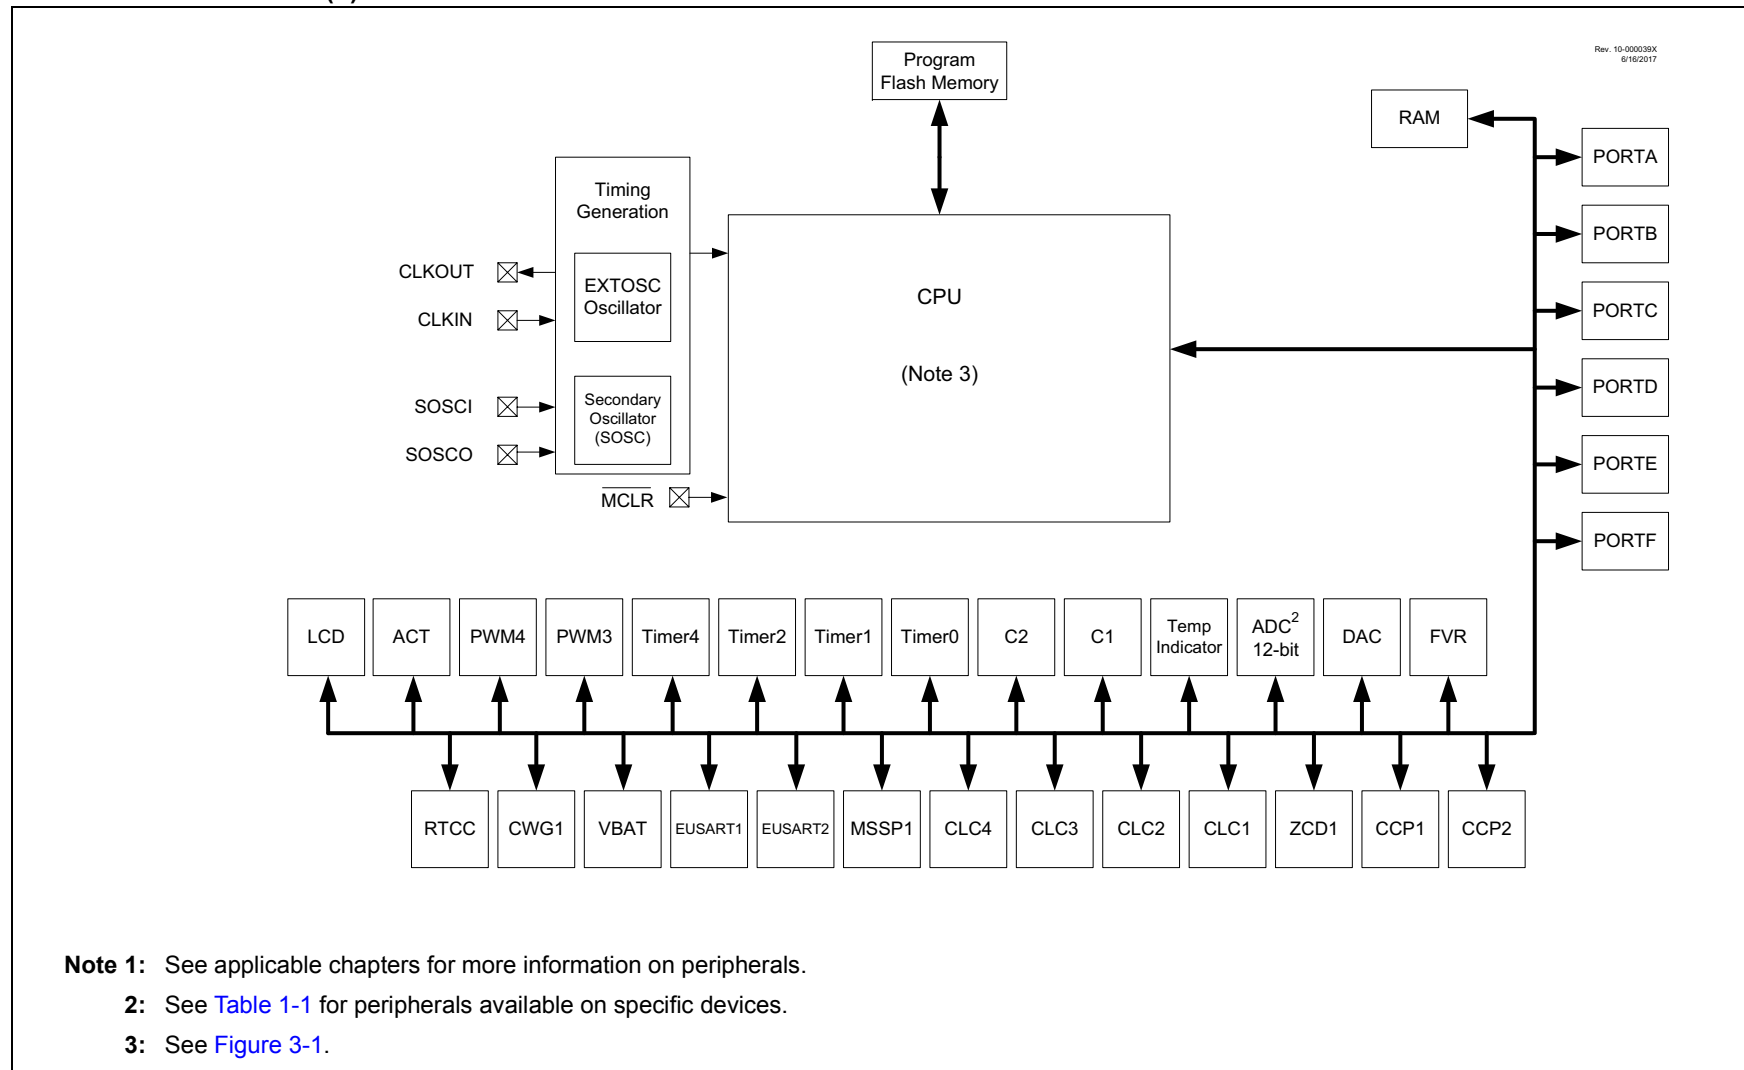 Program
Flash Memory
Rev. 10-000039X
6/16/2017
RAM
PORTA
Timing
Generation
PORTB
CLKOUT
EXTOSC
Oscillator
CLKIN
CPU
PORTC
(Note 3)
PORTD
SOSCI
Secondary
Oscillator
(SOSC)
SOSCO
PORTE
MCLR
PORTF
LCD
ACT
PWM4
PWM3
Timer4
Timer2
Timer1
Timer0
C2
C1
Temp
Indicator
ADC2
12-bit
DAC
FVR
RTCC
CWG1
VBAT
EUSART1
EUSART2
MSSP1
CLC4
CLC3
CLC2
CLC1
ZCD1
CCP1
CCP2
Note 1: See applicable chapters for more information on peripherals.
2: See Table 1-1 for peripherals available on specific devices.
3: See Figure 3-1.